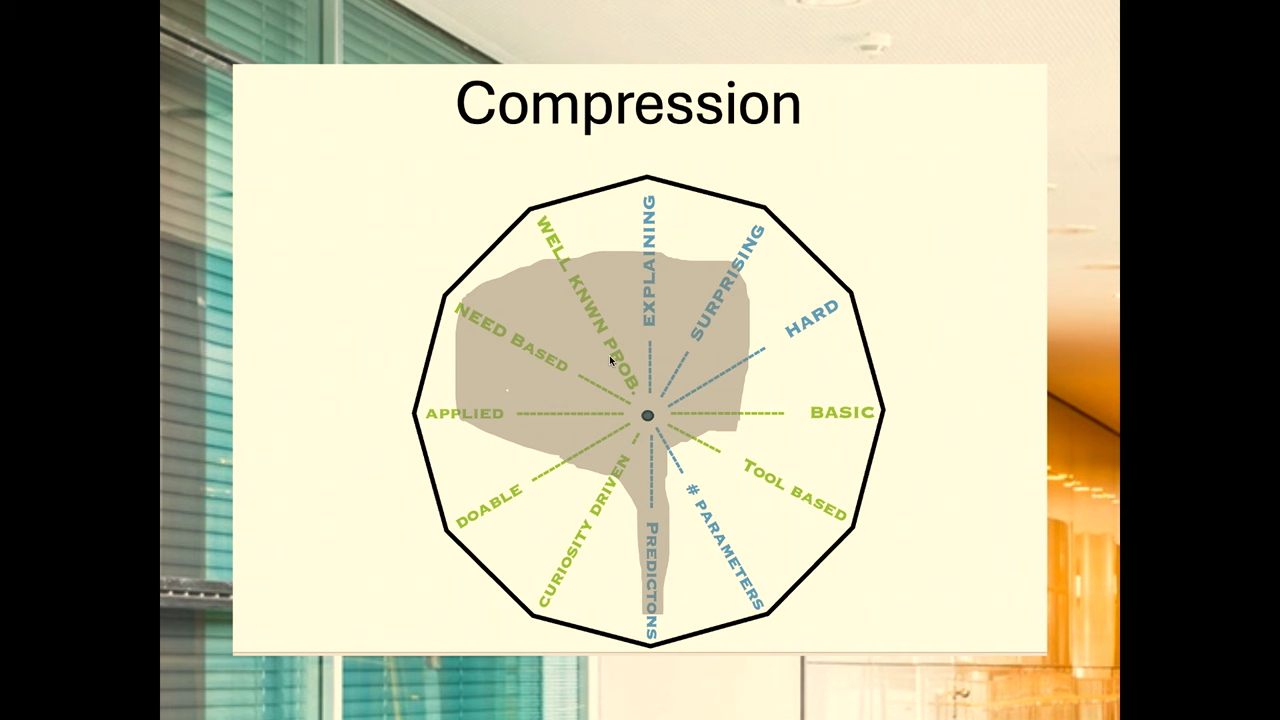 Compression
EXPLAINING
SURPRISING
HARD
BASIC
TOOL BASED
# PARAMETERS
PREDICTONS
CURIOSITY DRIVEN
DOABLE
APPLIED
NEED BASED
WELL KNWN PROB.